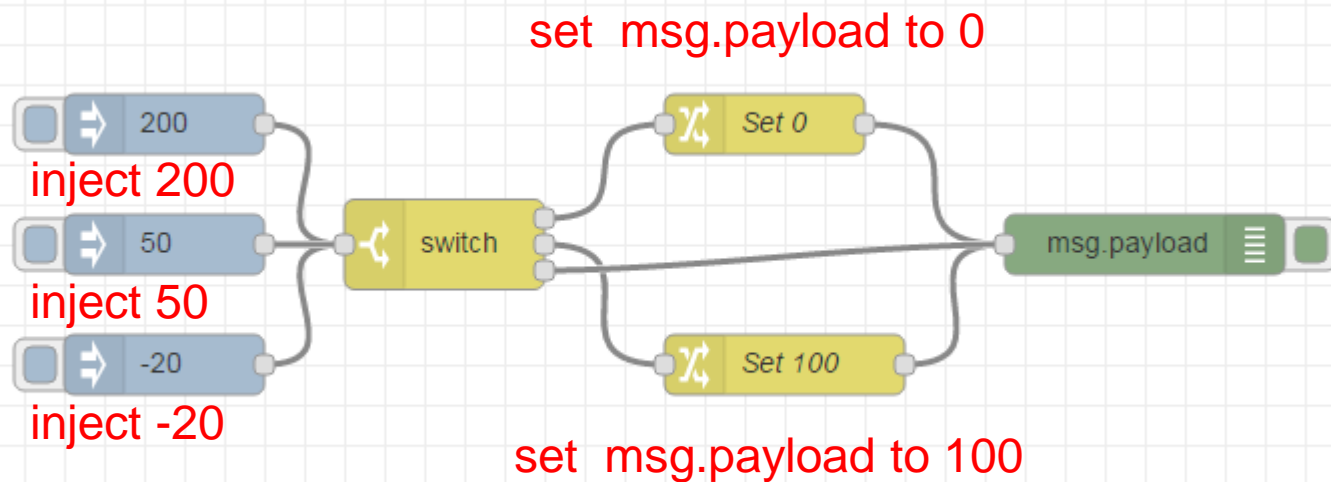 set msg.payload to 0
200
Set 0
inject 200
50
switch
msg.payload
inject 50
-20
Set 100
inject -20
set msg.payload to 100